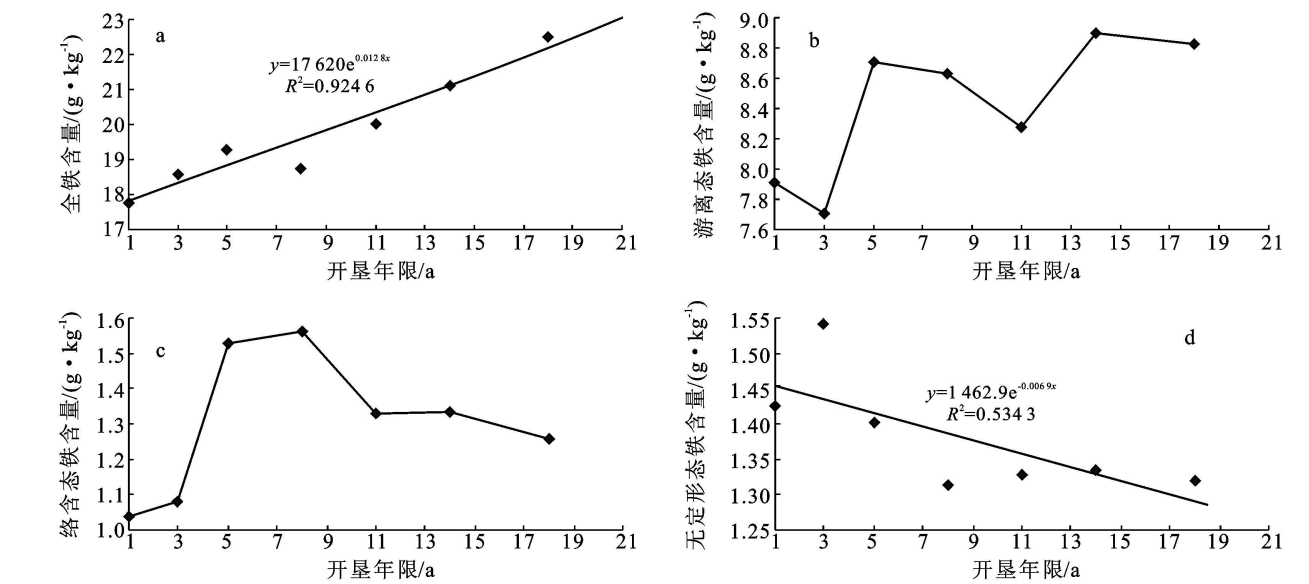 a
全铁含量/(g•kg-1)
23
22
21
20
19
18
17
y=17 620e0.012 8x
R2=0.924 6
1 3 5 7 9 11 13 15 17 19 21
开垦年限/a
b
游离态铁含量/(g•kg-1)
9.0
8.8
8.6
8.4
8.2
8.0
7.8
7.6
1 3 5 7 9 11 13 15 17 19 21
开垦年限/a
c
络含态铁含量/(g•kg-1)
1.6
1.5
1.4
1.3
1.2
1.1
1.0
1 3 5 7 9 11 13 15 17 19 21
开垦年限/a
d
无定形态铁含量/(g•kg-1)
1.55
1.50
1.45
1.40
1.35
1.30
1.25
y=1 462.9e-0.006 9x
R2=0.534 3
1 3 5 7 9 11 13 15 17 19 21
开垦年限/a